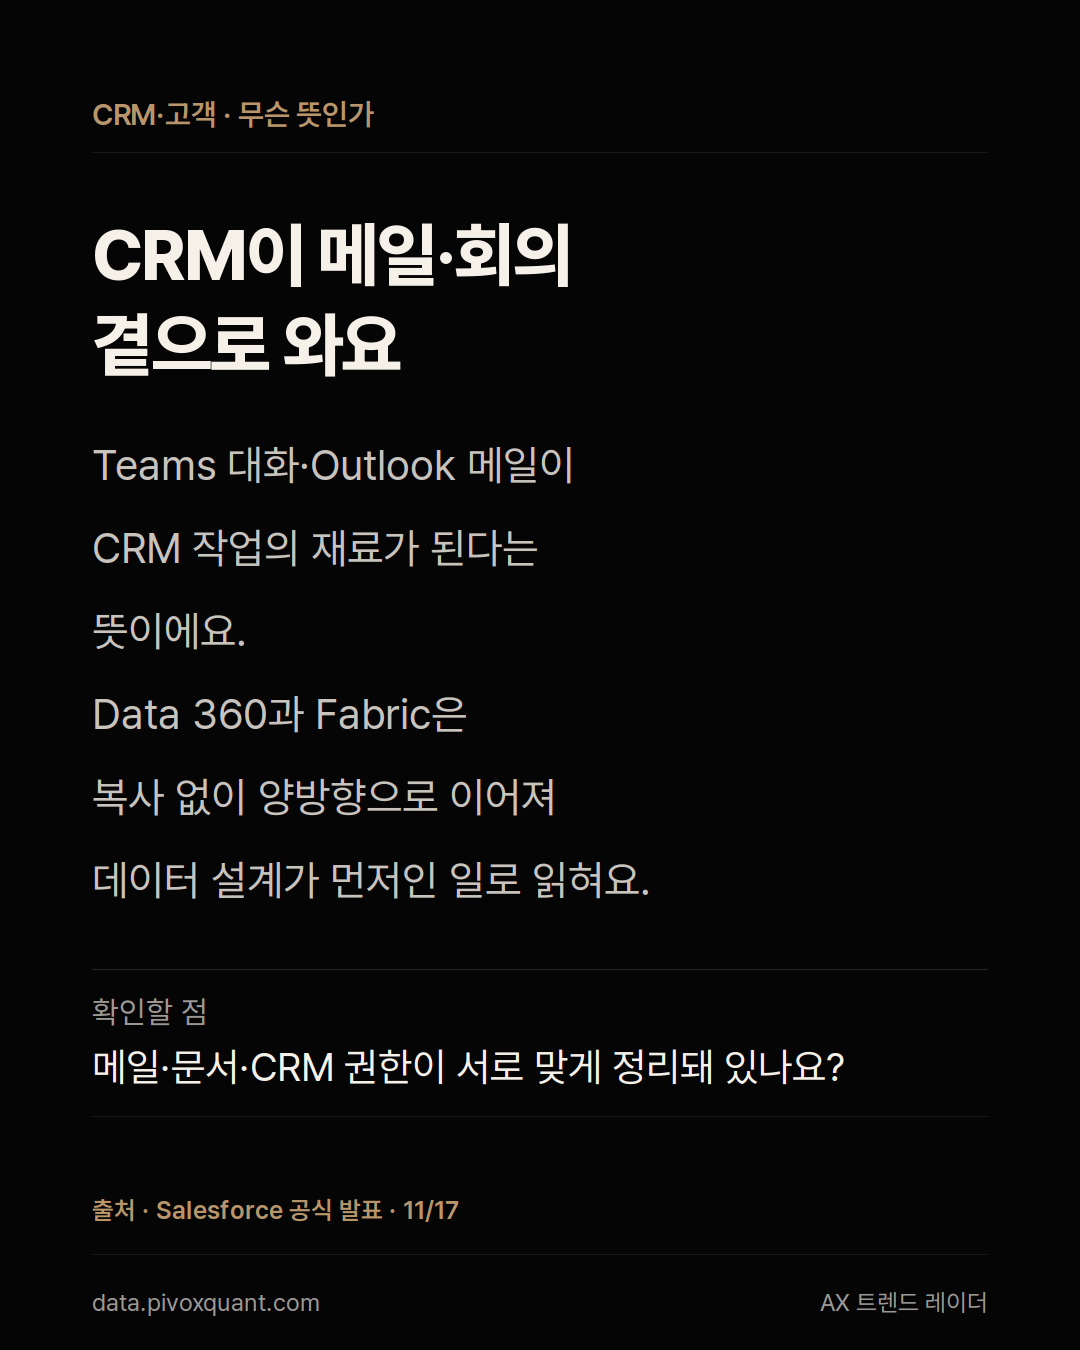 CRM·고객 · 무슨 뜻인가
CRM이 메일·회의
곁으로 와요
Teams 대화·Outlook 메일이
CRM 작업의 재료가 된다는
뜻이에요.
Data 360과 Fabric은
복사 없이 양방향으로 이어져
데이터 설계가 먼저인 일로 읽혀요.
확인할 점
메일·문서·CRM 권한이 서로 맞게 정리돼 있나요?
출처 · Salesforce 공식 발표 · 11/17
data.pivoxquant.com
AX 트렌드 레이더